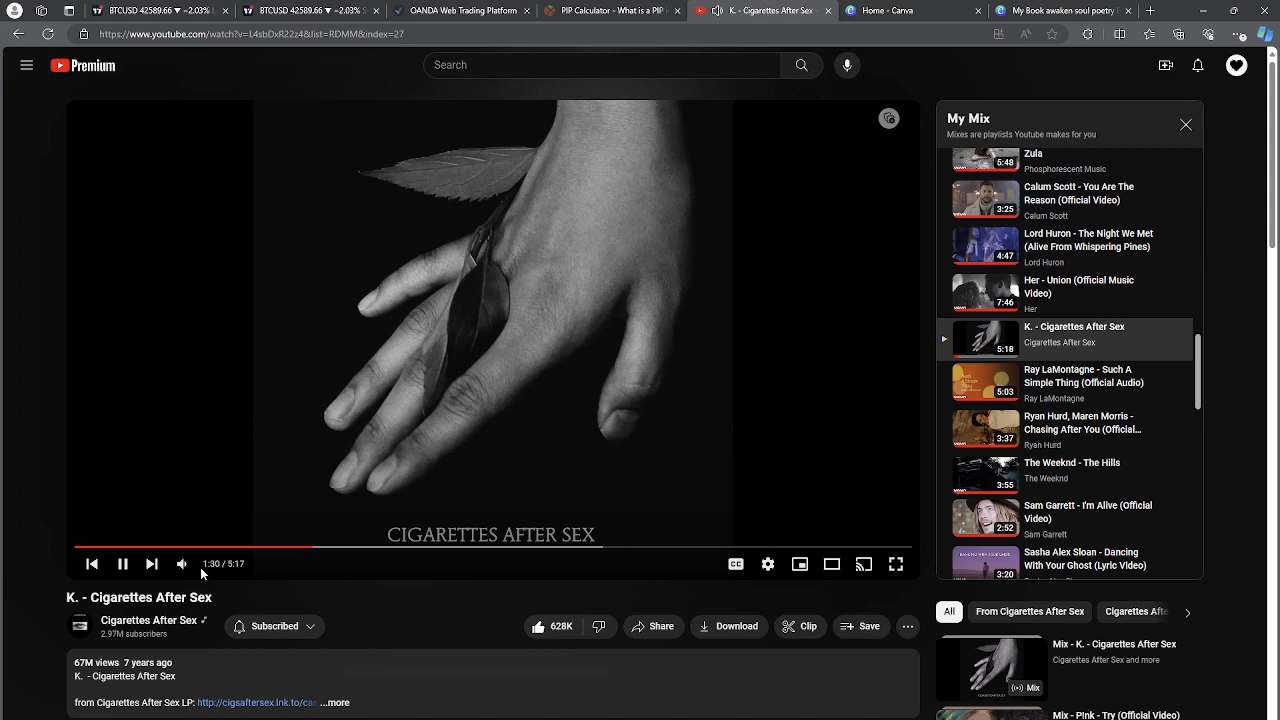 BTCUSD 42589.66 ▼ −2.03% S
BTCUSD 42589.66 ▼ −2.03% S
OANDA Web Trading Platform
PIP Calculator - What is a PIP
K. - Cigarettes After Sex -
Home - Canva
My Book awaken soul poetry
https://www.youtube.com/watch?v=L4sbDxR22z4&list=RDMM&index=27
Premium
Search
CIGARETTES AFTER SEX
1:30 / 5:17
CC
K. - Cigarettes After Sex
Cigarettes After Sex
2.97M subscribers
Subscribed
628K
Share
Download
Clip
Save
67M views 7 years ago
K. - Cigarettes After Sex
from Cigarettes After Sex LP: http://cigsaftersex.lnk.to/cas
...more
My Mix
Mixes are playlists Youtube makes for you
Zula
Phosphorescent Music
5:48
Calum Scott - You Are The
Reason (Official Video)
Calum Scott
3:25
Lord Huron - The Night We Met
(Alive From Whispering Pines)
Lord Huron
4:47
Her - Union (Official Music
Video)
Her
7:46
K. - Cigarettes After Sex
Cigarettes After Sex
5:18
Ray LaMontagne - Such A
Simple Thing (Official Audio)
Ray LaMontagne
5:03
Ryan Hurd, Maren Morris -
Chasing After You (Official...
Ryan Hurd
3:37
The Weeknd - The Hills
The Weeknd
3:55
Sam Garrett - I'm Alive (Official
Video)
Sam Garrett
2:52
Sasha Alex Sloan - Dancing
With Your Ghost (Lyric Video)
3:20
All
From Cigarettes After Sex
Cigarettes Afte
Mix - K. - Cigarettes After Sex
Cigarettes After Sex and more
Mix
Mix - P!nk - Try (Official Video)